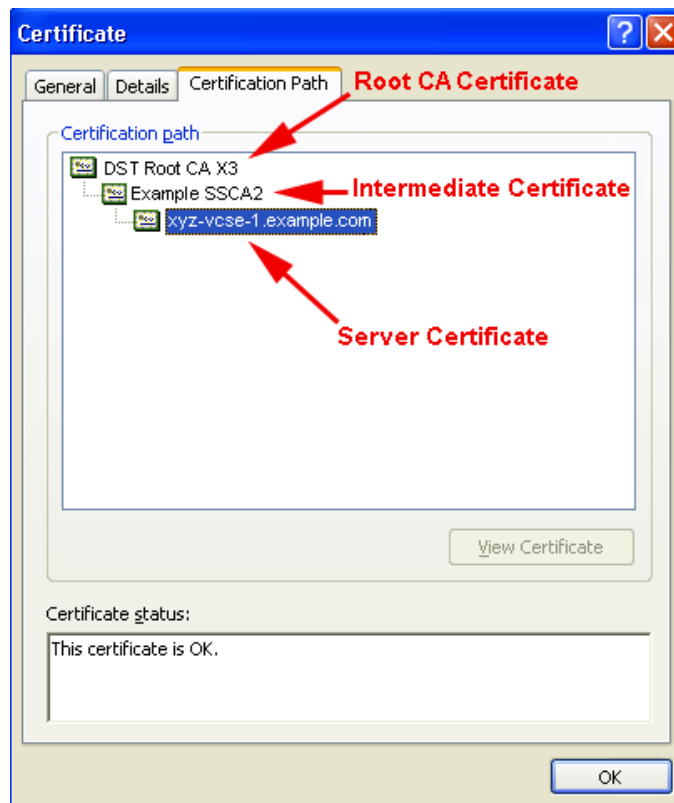 Certificate
General Details Certification Path Root CA Certificate
Certification path
DST Root CA X3
Example SSCA2 Intermediate Certificate
xyz-vcse-1.example.com
Server Certificate
View Certificate
Certificate status:
This certificate is OK.
OK